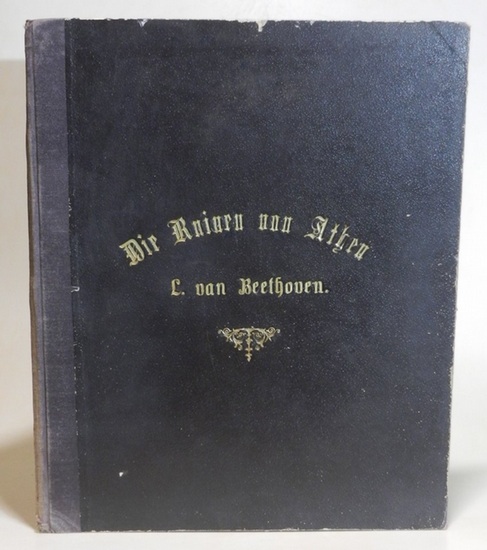 Die Ruinen von Athen
L. van Beethoven.